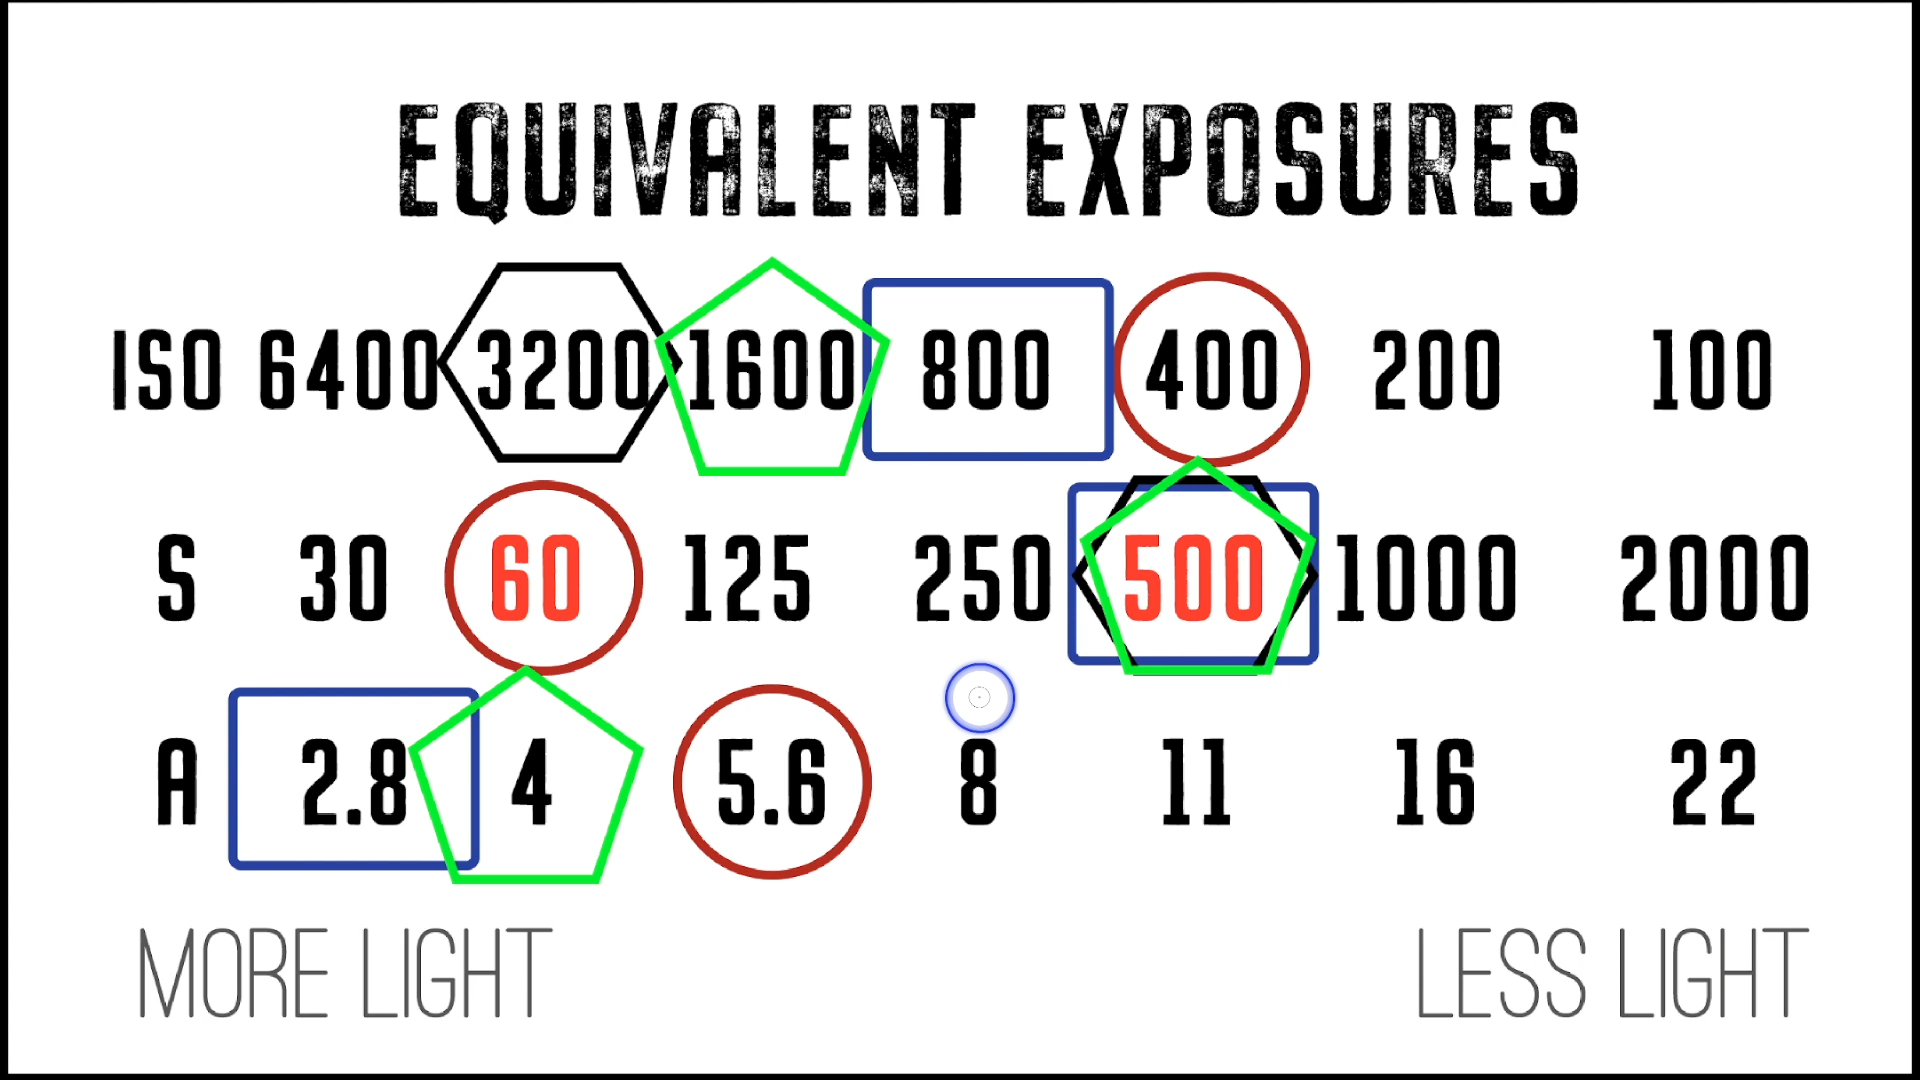 EQUIVALENT EXPOSURES
ISO 6400 3200 1600 800 400 200 100
S 30 60 125 250 500 1000 2000
A 2.8 4 5.6 8 11 16 22
MORE LIGHT LESS LIGHT